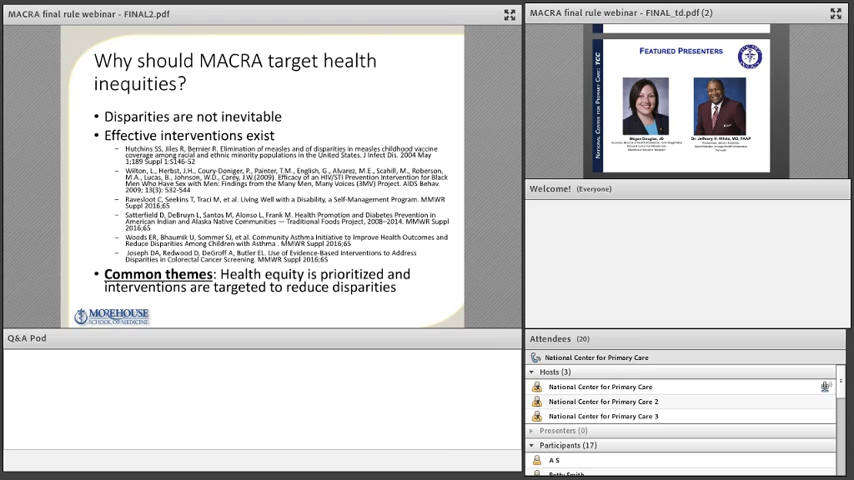 MACRA final rule webinar - FINAL2.pdf
Why should MACRA target health
inequities?
• Disparities are not inevitable
• Effective interventions exist
– Hutchins SS, Jiles R, Bernier R, Elimination of measles and of disparities in measles childhood vaccine
coverage among racial and ethnic minority populations in the United States. J Infect Dis. 2004 May
1;189 Suppl 1:S146-52
– Wilton, L., Herbst, J.H., Coury-Doniger, P., Painter, T.M., English, G., Alvarez, M.E., Scahill, M., Roberson,
M.A., Lucas, B., Johnson, W.D., Carey, J.W.(2009). Efficacy of an HIV/STI Prevention Intervention for Black
Men Who Have Sex with Men: Findings from the Many Men, Many Voices (3MV) Project. AIDS Behav.
2009; 13(3): 532-544
– Ravesloot C, Seekins T, Traci M, et al. Living Well with a Disability, a Self-Management Program. MMWR
Suppl 2016;65
– Satterfield D, DeBruyn L, Santos M, Alonso L, Frank M. Health Promotion and Diabetes Prevention in
American Indian and Alaska Native Communities — Traditional Foods Project, 2008–2014. MMWR Suppl
2016;65
– Woods ER, Bhaumik U, Sommer SJ, et al. Community Asthma Initiative to Improve Health Outcomes and
Reduce Disparities Among Children with Asthma . MMWR Suppl 2016;65
– Joseph DA, Redwood D, DeGroff A, Butler EL. Use of Evidence-Based Interventions to Address
Disparities in Colorectal Cancer Screening. MMWR Suppl 2016;65
• Common themes: Health equity is prioritized and
interventions are targeted to reduce disparities
MOREHOUSE
SCHOOL OF MEDICINE
Q&A Pod
MACRA final rule webinar - FINAL_td.pdf (2)
NATIONAL CENTER FOR PRIMARY CARE: TCC
FEATURED PRESENTERS
Megan Douglas, JD
Welcome! (Everyone)
Attendees (20)
National Center for Primary Care
Hosts (3)
National Center for Primary Care
National Center for Primary Care 2
National Center for Primary Care 3
Presenters (0)
Participants (17)
A S
Betty Smith